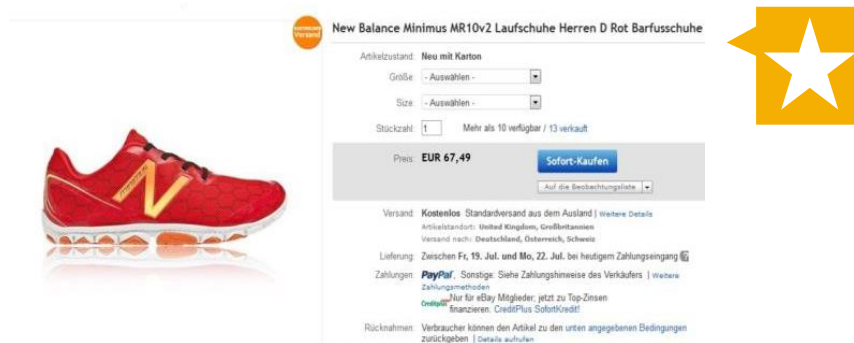 Versand
New Balance Minimus MR10v2 Laufschuhe Herren D Rot Barfusschuhe
Artikelzustand: Neu mit Karton
Größe: - Auswählen -
Size: - Auswählen -
Stückzahl: 1 Mehr als 10 verfügbar / 13 verkauft
Preis: EUR 67,49 Sofort-Kaufen
Auf die Beobachtungsliste
Versand: Kostenlos Standardversand aus dem Ausland | Weitere Details
Artikelstandort: United Kingdom, Großbritannien
Versand nach: Deutschland, Österreich, Schweiz
Lieferung: Zwischen Fr, 19. Jul. und Mo, 22. Jul. bei heutigem Zahlungseingang
Zahlungen: PayPal, Sonstige: Siehe Zahlungshinweise des Verkäufers | Weitere
Zahlungsmethoden
CreditPlus Nur für eBay Mitglieder; jetzt zu Top-Zinsen
finanzieren. CreditPlus SofortKredit!
Rücknahmen: Verbraucher können den Artikel zu den unten angegebenen Bedingungen
zurückgeben | Details aufrufen